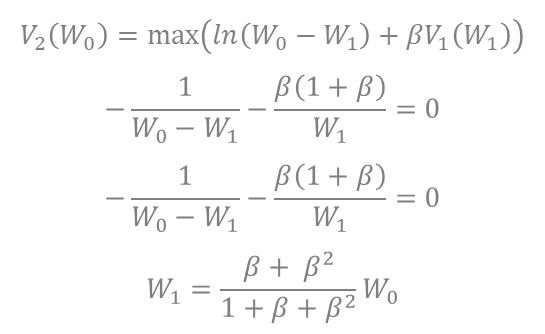 V₂(W₀) = max(ln(W₀ − W₁) + βV₁(W₁))
− 1/(W₀ − W₁) − β(1 + β)/W₁ = 0
− 1/(W₀ − W₁) − β(1 + β)/W₁ = 0
W₁ = (β + β²)/(1 + β + β²) W₀